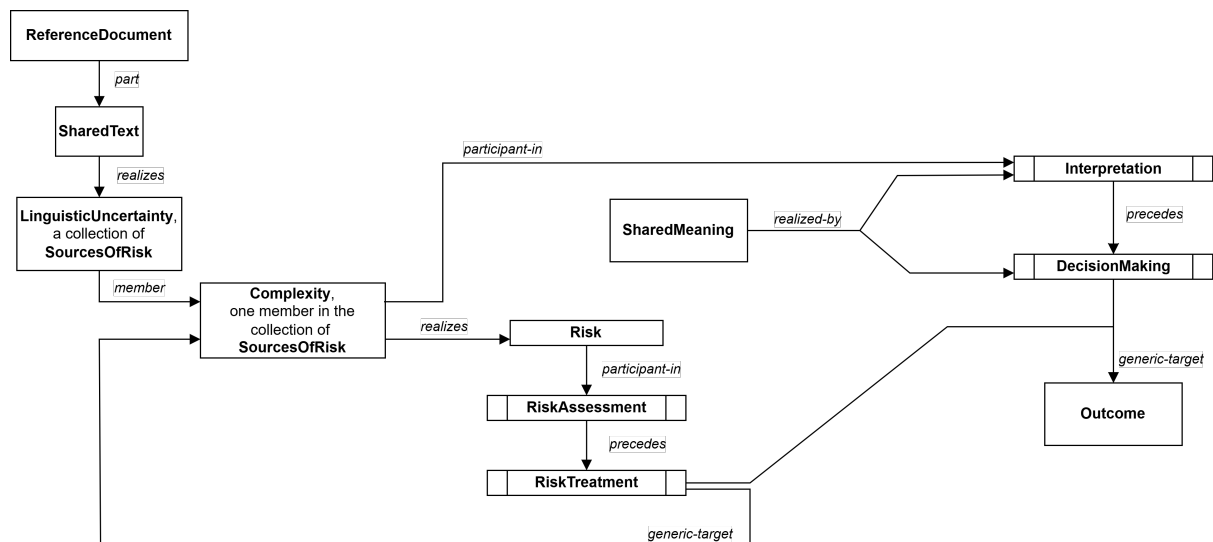 ReferenceDocument
part
SharedText
realizes
LinguisticUncertainty,
a collection of
SourcesOfRisk
member
Complexity,
one member in the
collection of
SourcesOfRisk
participant-in
realizes
Risk
participant-in
RiskAssessment
precedes
RiskTreatment
generic-target
SharedMeaning
realized-by
Interpretation
precedes
DecisionMaking
generic-target
Outcome